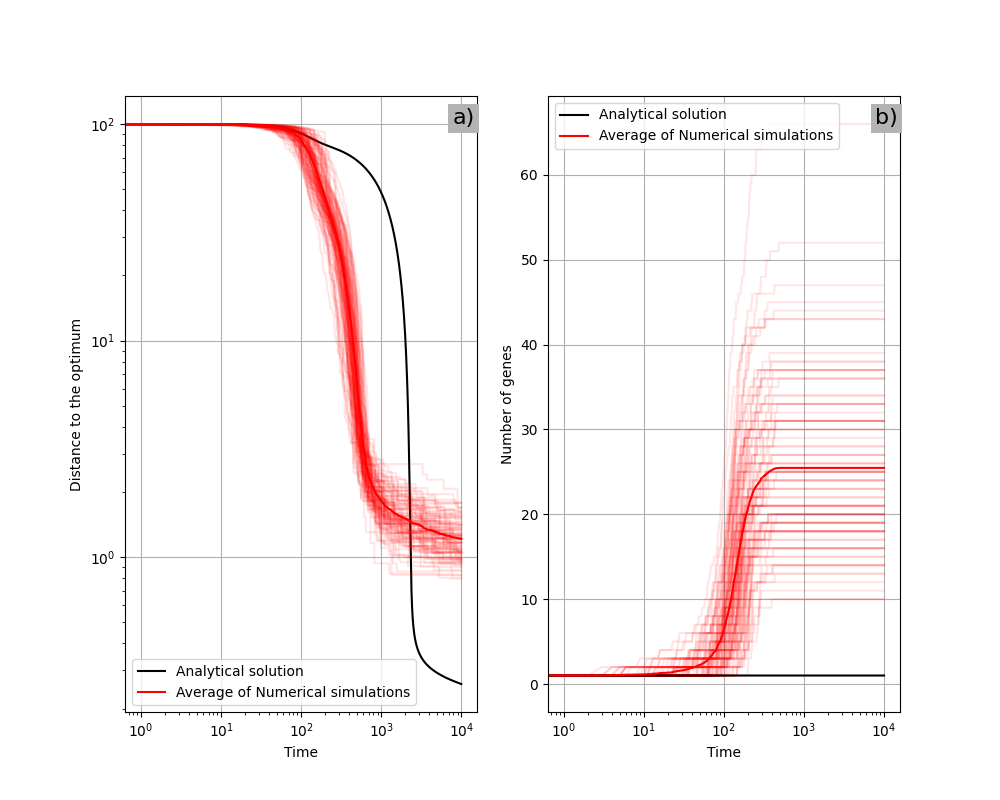 a)
10²
10¹
10⁰
Distance to the optimum
Analytical solution
Average of Numerical simulations
10⁰ 10¹ 10² 10³ 10⁴
Time
b)
Analytical solution
Average of Numerical simulations
60
50
40
30
20
10
0
Number of genes
10⁰ 10¹ 10² 10³ 10⁴
Time